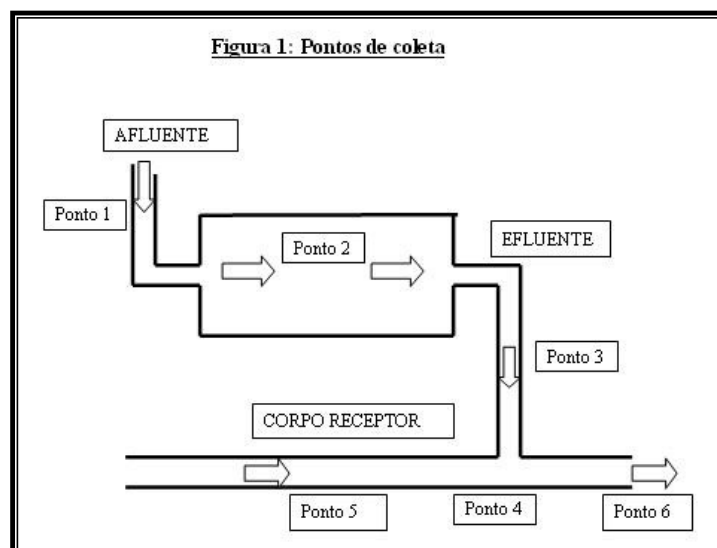 Figura 1: Pontos de coleta
AFLUENTE
Ponto 1
Ponto 2
EFLUENTE
Ponto 3
CORPO RECEPTOR
Ponto 5
Ponto 4
Ponto 6